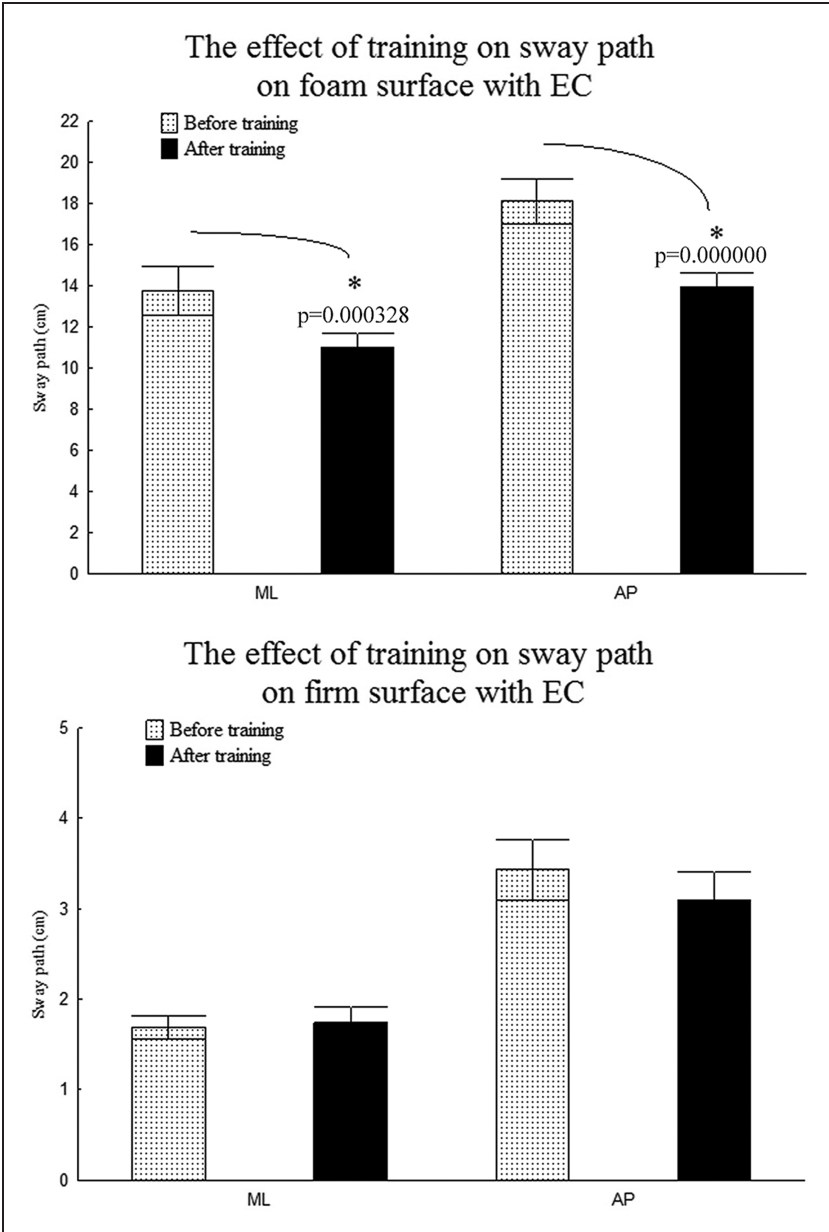 The effect of training on sway path
on foam surface with EC
22
20
18
16
14
12
10
8
6
4
2
0
Sway path (cm)
Before training
After training
*
p=0.000328
*
p=0.000000
ML
AP
The effect of training on sway path
on firm surface with EC
5
4
3
2
1
0
Sway path (cm)
Before training
After training
ML
AP